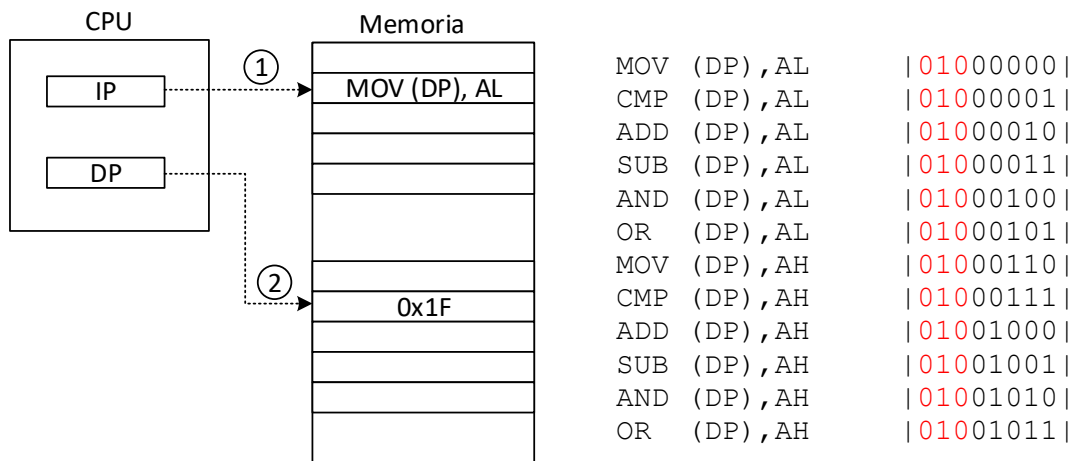 CPU
Memoria
①
IP
MOV (DP), AL
DP
②
0x1F
MOV (DP),AL |01000000|
CMP (DP),AL |01000001|
ADD (DP),AL |01000010|
SUB (DP),AL |01000011|
AND (DP),AL |01000100|
OR (DP),AL |01000101|
MOV (DP),AH |01000110|
CMP (DP),AH |01000111|
ADD (DP),AH |01001000|
SUB (DP),AH |01001001|
AND (DP),AH |01001010|
OR (DP),AH |01001011|